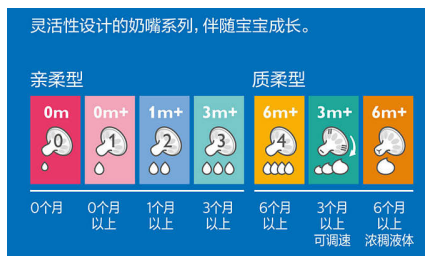 灵活性设计的奶嘴系列,伴随宝宝成长。
亲柔型 质柔型
0m 0m+ 1m+ 3m+ 6m+ 3m+ 6m+
0 1 2 3 4
0个月 0个月 1个月 3个月 6个月 3个月 6个月
以上 以上 以上 以上 以上 以上
可调速 浓稠液体